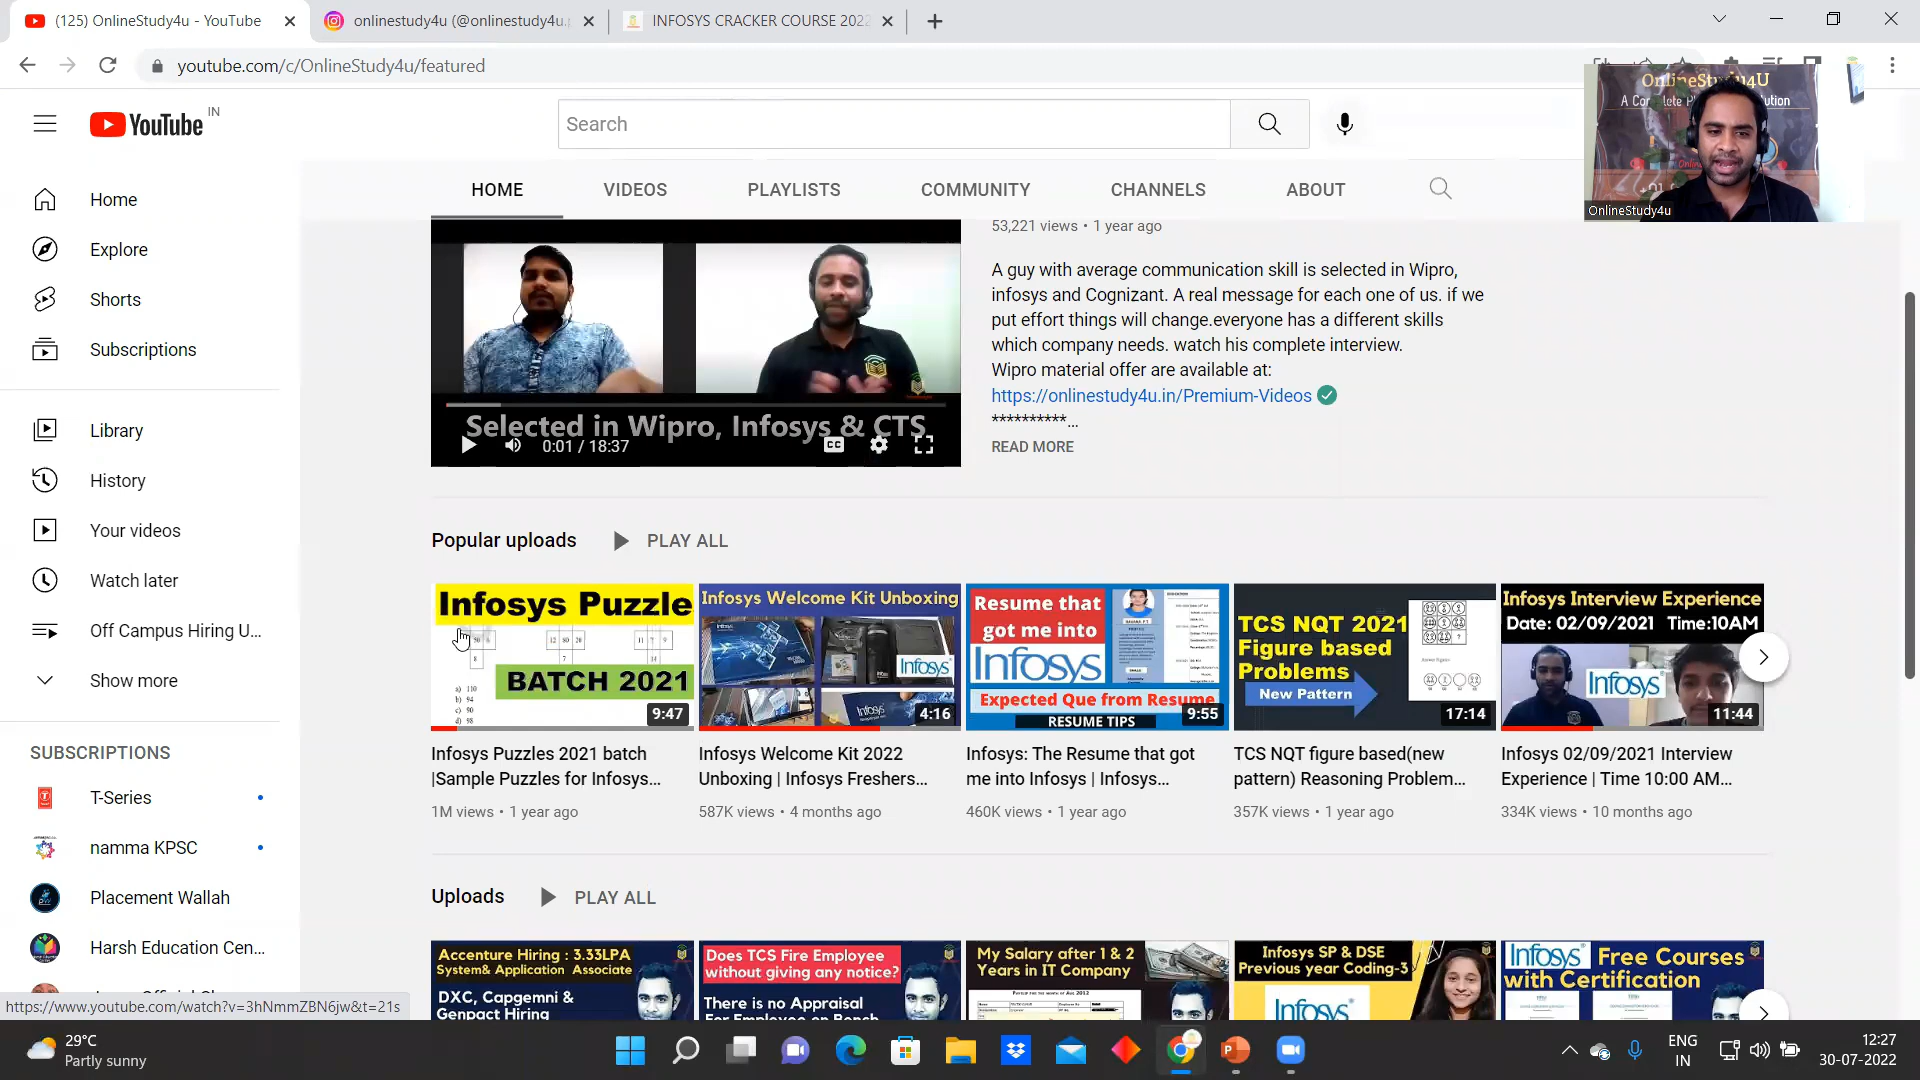 (125) OnlineStudy4u - YouTube
onlinestudy4u (@onlinestudy4u.
INFOSYS CRACKER COURSE 2022
youtube.com/c/OnlineStudy4u/featured
YouTube IN
Search
OnlineStudy4U
OnlineStudy4u
HOME
VIDEOS
PLAYLISTS
COMMUNITY
CHANNELS
ABOUT
Home
Explore
Shorts
Subscriptions
Library
History
Your videos
Watch later
Off Campus Hiring U...
Show more
SUBSCRIPTIONS
T-Series
namma KPSC
Placement Wallah
Harsh Education Cen...
https://www.youtube.com/watch?v=3hNmmZBN6jw&t=21s
Selected in Wipro, Infosys & CTS
0:01 / 18:37
CC
53,221 views • 1 year ago
A guy with average communication skill is selected in Wipro,
infosys and Cognizant. A real message for each one of us. if we
put effort things will change.everyone has a different skills
which company needs. watch his complete interview.
Wipro material offer are available at:
https://onlinestudy4u.in/Premium-Videos
**********...
READ MORE
Popular uploads
PLAY ALL
Infosys Puzzle
BATCH 2021
a) 110
b) 94
c) 90
d) 98
9:47
Infosys Puzzles 2021 batch
|Sample Puzzles for Infosys...
1M views • 1 year ago
Infosys Welcome Kit Unboxing
Infosys
4:16
Infosys Welcome Kit 2022
Unboxing | Infosys Freshers...
587K views • 4 months ago
Resume that
got me into
Infosys
Expected Que from Resume
RESUME TIPS
9:55
Infosys: The Resume that got
me into Infosys | Infosys...
460K views • 1 year ago
TCS NQT 2021
Figure based
Problems
New Pattern
17:14
TCS NQT figure based(new
pattern) Reasoning Problem...
357K views • 1 year ago
Infosys Interview Experience
Date: 02/09/2021 Time:10AM
Infosys
11:44
Infosys 02/09/2021 Interview
Experience | Time 10:00 AM...
334K views • 10 months ago
Uploads
PLAY ALL
Accenture Hiring : 3.33LPA
System& Application Associate
DXC, Capgemni &
Genpact Hiring
Does TCS Fire Employee
without giving any notice?
There is no Appraisal
For Employee on Bench
My Salary after 1 & 2
Years in IT Company
Infosys SP & DSE
Previous year Coding-3
Infosys
Infosys Free Courses
with Certification
29°C
Partly sunny
ENG
IN
12:27
30-07-2022